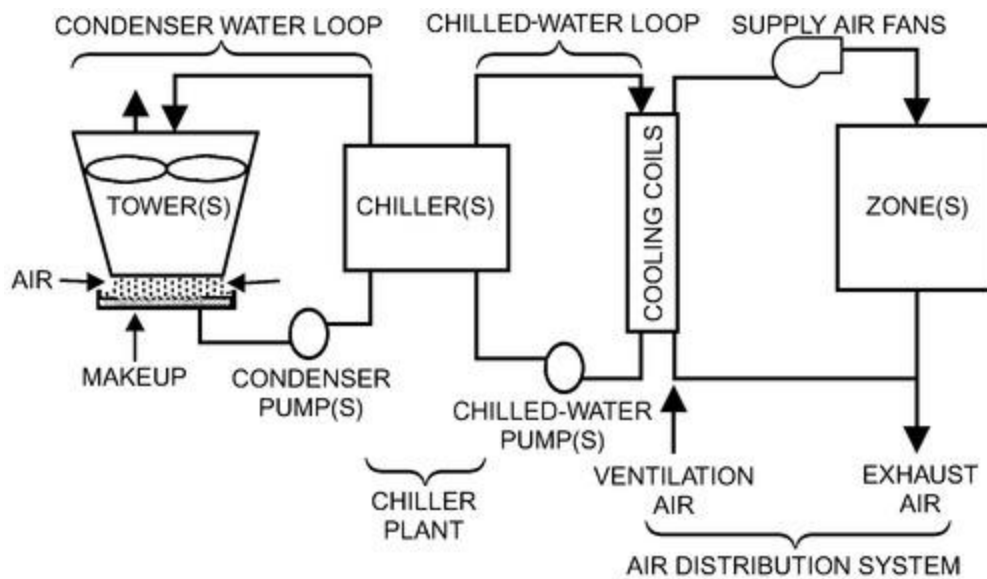 CONDENSER WATER LOOP
CHILLED-WATER LOOP
SUPPLY AIR FANS
TOWER(S)
CHILLER(S)
COOLING COILS
ZONE(S)
AIR
MAKEUP
CONDENSER
PUMP(S)
CHILLED-WATER
PUMP(S)
VENTILATION
AIR
EXHAUST
AIR
CHILLER
PLANT
AIR DISTRIBUTION SYSTEM